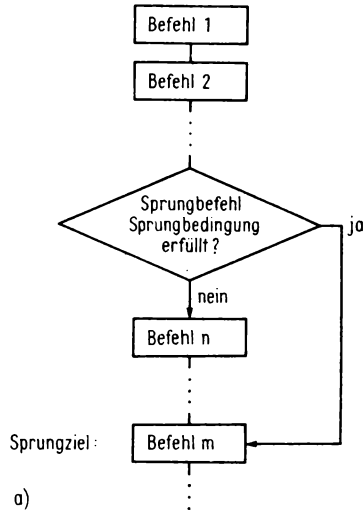 Befehl 1
Befehl 2
Sprungbefehl
Sprungbedingung
erfüllt?
ja
nein
Befehl n
Sprungziel:
Befehl m
a)